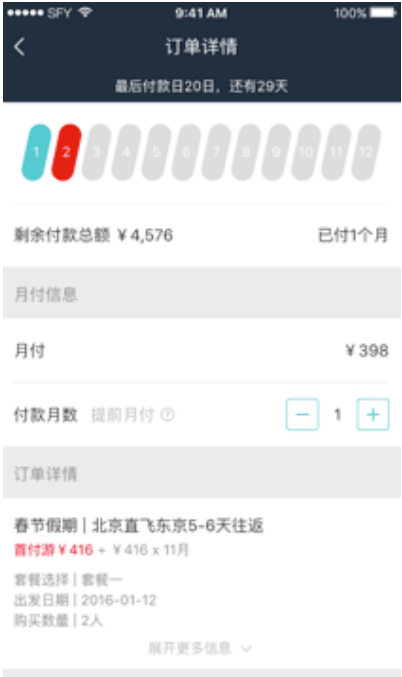 SFY 9:41 AM 100%
订单详情
最后付款日20日，还有29天
1 2 3 4 5 6 7 8 9 10 11 12
剩余付款总额 ¥4,576 已付1个月
月付信息
月付 ¥398
付款月数 提前月付 ? − 1 +
订单详情
春节假期 | 北京直飞东京5-6天往返
首付游¥416 + ¥416 x 11月
套餐选择 | 套餐一
出发日期 | 2016-01-12
购买数量 | 2人
展开更多信息